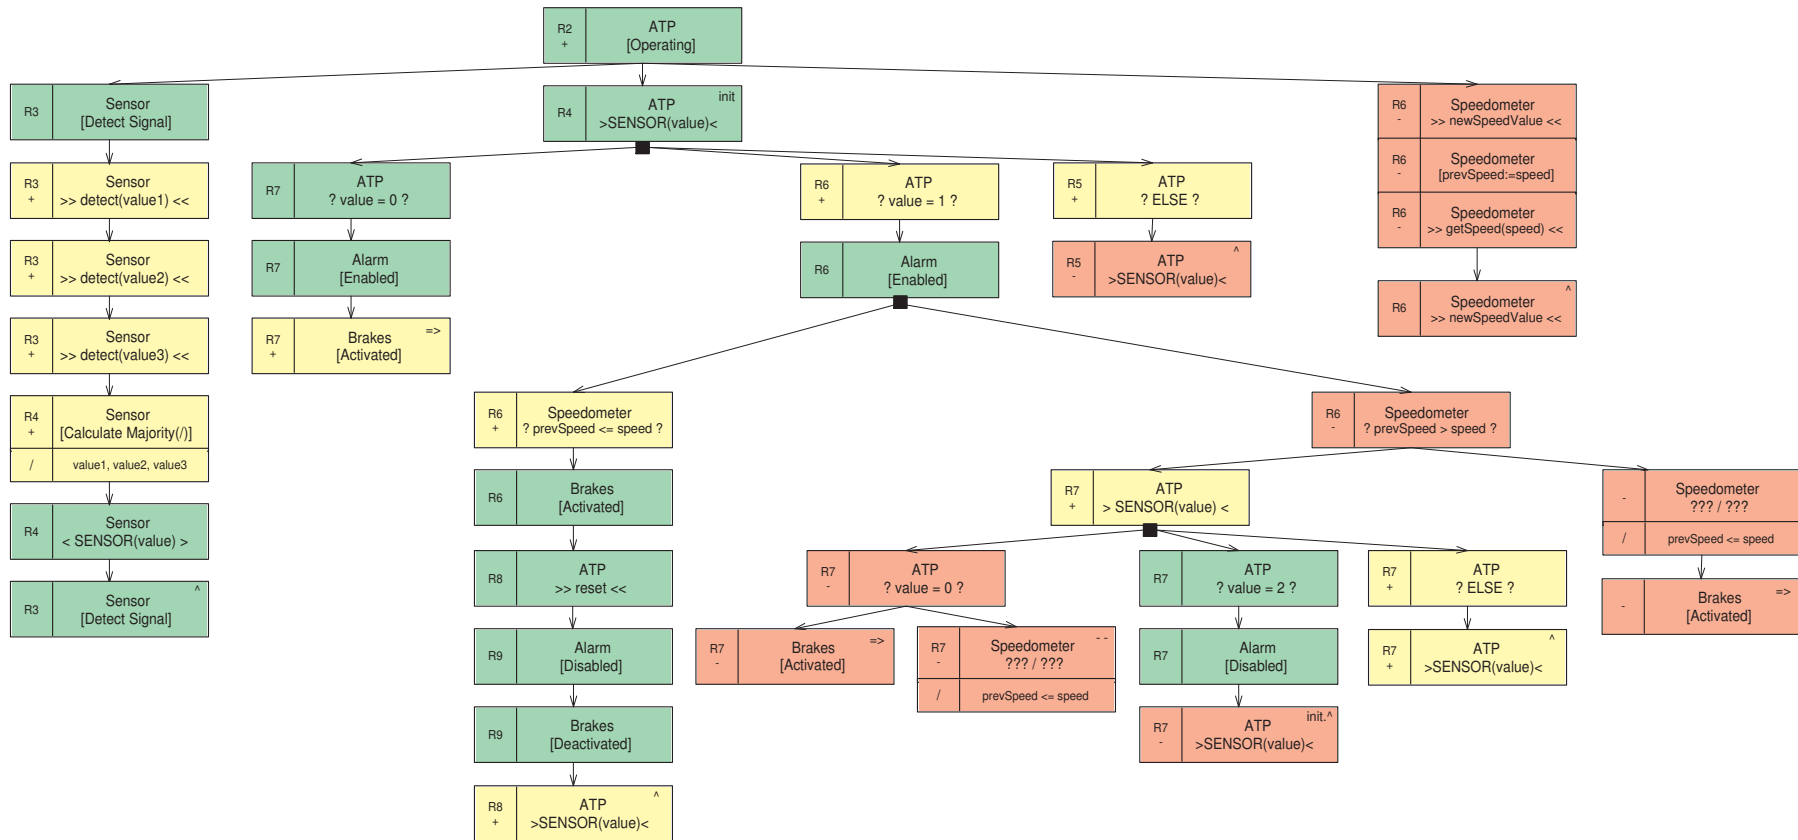 R2
+
ATP
[Operating]
R3
Sensor
[Detect Signal]
R4
ATP
init
>SENSOR(value)<
R6
-
Speedometer
>> newSpeedValue <<
R6
-
Speedometer
[prevSpeed:=speed]
R6
-
Speedometer
>> getSpeed(speed) <<
R6
Speedometer
^
>> newSpeedValue <<
R3
+
Sensor
>> detect(value1) <<
R3
+
Sensor
>> detect(value2) <<
R3
+
Sensor
>> detect(value3) <<
R4
+
Sensor
[Calculate Majority(/)]
/
value1, value2, value3
R4
Sensor
< SENSOR(value) >
R3
Sensor
^
[Detect Signal]
R7
ATP
? value = 0 ?
R7
Alarm
[Enabled]
R7
+
Brakes
=>
[Activated]
R6
+
ATP
? value = 1 ?
R6
Alarm
[Enabled]
R5
+
ATP
? ELSE ?
R5
-
ATP
^
>SENSOR(value)<
R6
+
Speedometer
? prevSpeed <= speed ?
R6
Brakes
[Activated]
R8
ATP
>> reset <<
R9
Alarm
[Disabled]
R9
Brakes
[Deactivated]
R8
+
ATP
^
>SENSOR(value)<
R6
-
Speedometer
? prevSpeed > speed ?
R7
+
ATP
> SENSOR(value) <
R7
-
ATP
? value = 0 ?
R7
-
Brakes
=>
[Activated]
R7
-
Speedometer
- -
??? / ???
/
prevSpeed <= speed
R7
ATP
? value = 2 ?
R7
Alarm
[Disabled]
R7
-
ATP
init.^
>SENSOR(value)<
R7
+
ATP
? ELSE ?
R7
+
ATP
^
>SENSOR(value)<
-
Speedometer
??? / ???
/
prevSpeed <= speed
-
Brakes
=>
[Activated]